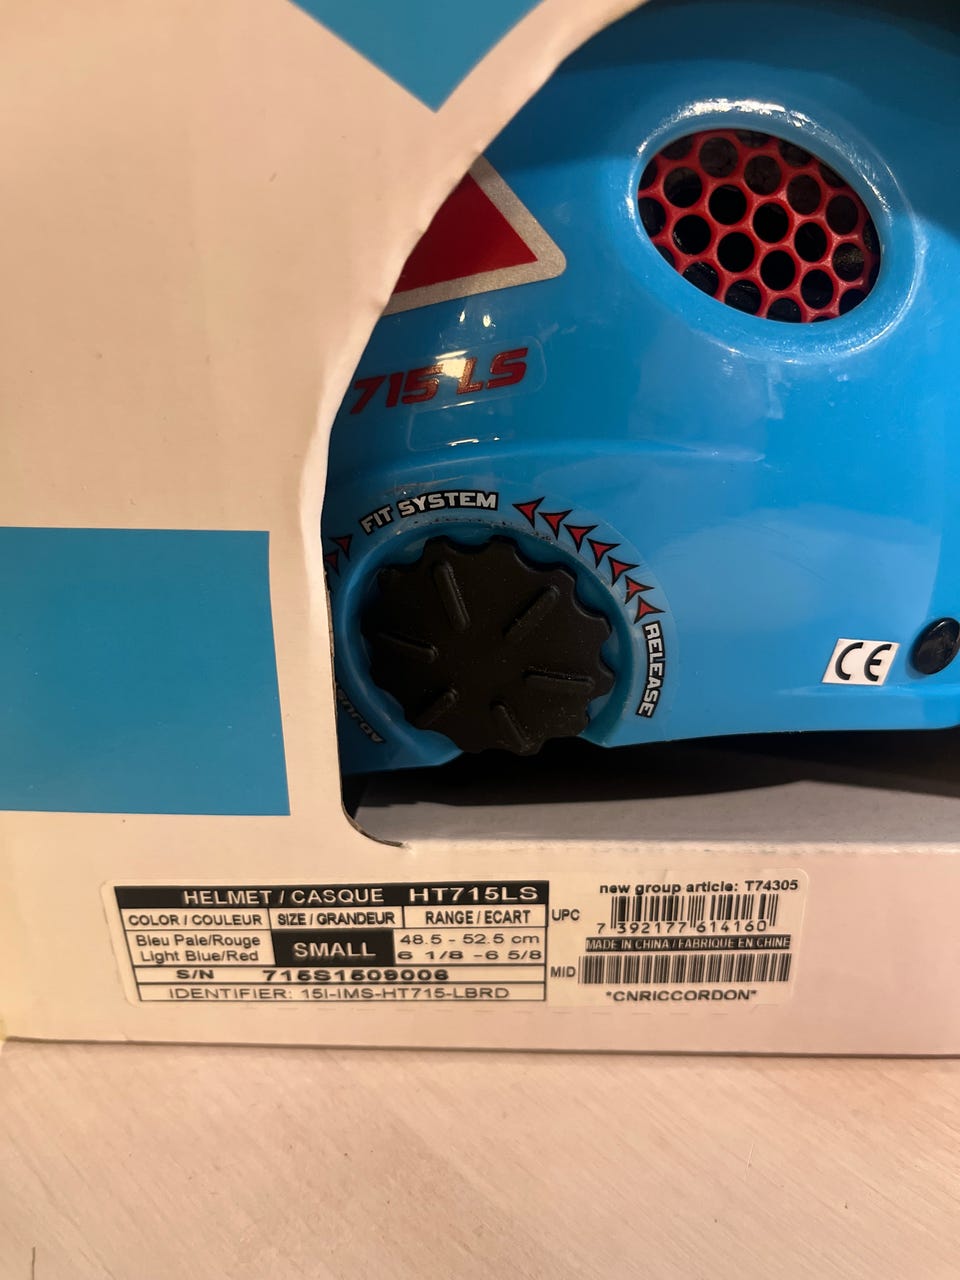 715 LS
FIT SYSTEM
RELEASE
CE
HELMET / CASQUE HT715LS
COLOR / COULEUR SIZE / GRANDEUR RANGE / ECART
Bleu Pale/Rouge
Light Blue/Red
SMALL
48.5 - 52.5 cm
6 1/8 -6 5/8
S/N 715S1509006
IDENTIFIER: 15I-IMS-HT715-LBRD
new group article: T74305
UPC
7 392177 614160
MADE IN CHINA / FABRIQUE EN CHINE
MID
*CNRICCORDON*